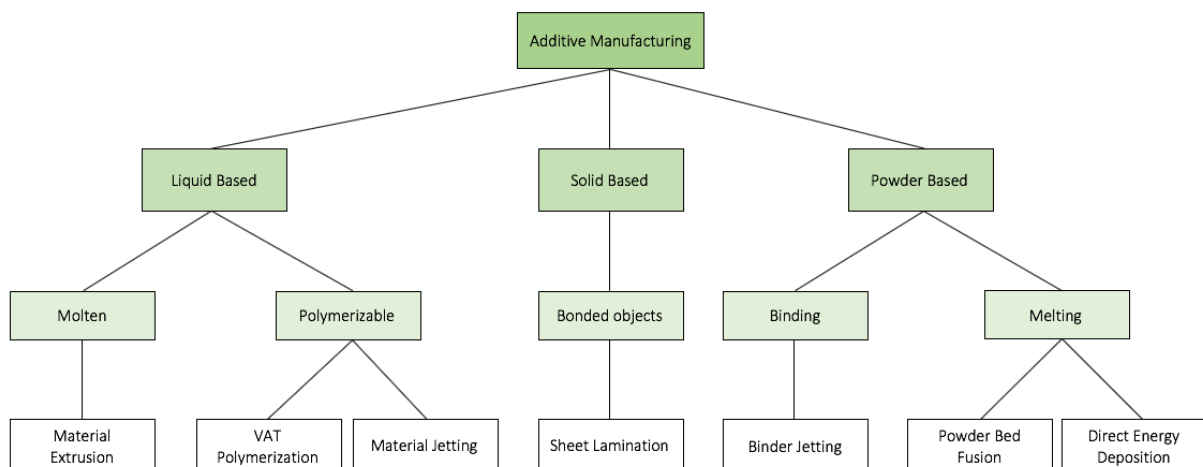 Additive Manufacturing
Liquid Based
Solid Based
Powder Based
Molten
Polymerizable
Bonded objects
Binding
Melting
Material
Extrusion
VAT
Polymerization
Material Jetting
Sheet Lamination
Binder Jetting
Powder Bed
Fusion
Direct Energy
Deposition